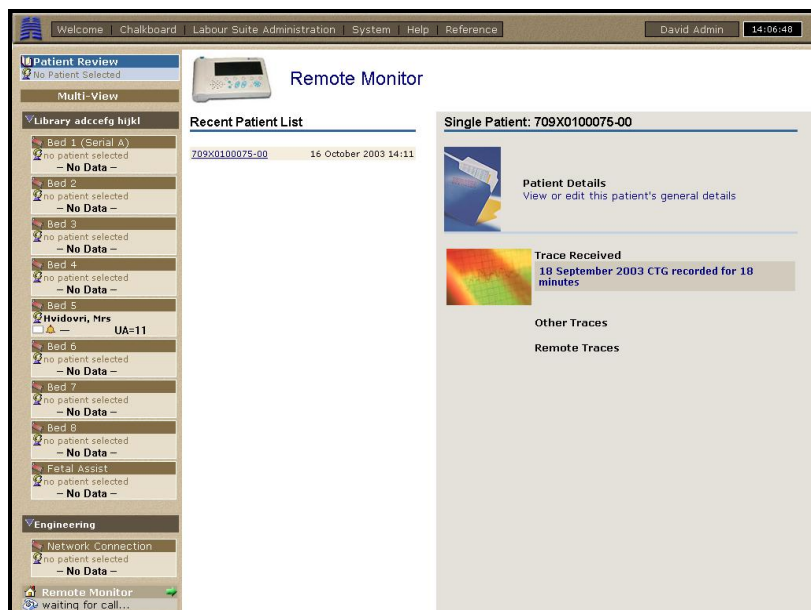 Welcome | Chalkboard | Labour Suite Administration | System | Help | Reference
David Admin
14:06:48
Patient Review
No Patient Selected
Multi-View
Library adccefg hijkl
Bed 1 (Serial A)
no patient selected
– No Data –
Bed 2
no patient selected
– No Data –
Bed 3
no patient selected
– No Data –
Bed 4
no patient selected
– No Data –
Bed 5
Hvidovri, Mrs
— UA=11
Bed 6
no patient selected
– No Data –
Bed 7
no patient selected
– No Data –
Bed 8
no patient selected
– No Data –
Fetal Assist
no patient selected
– No Data –
Engineering
Network Connection
no patient selected
– No Data –
Remote Monitor
waiting for call...
Remote Monitor
Recent Patient List
709X0100075-00 16 October 2003 14:11
Single Patient: 709X0100075-00
Patient Details
View or edit this patient's general details
Trace Received
18 September 2003 CTG recorded for 18
minutes
Other Traces
Remote Traces